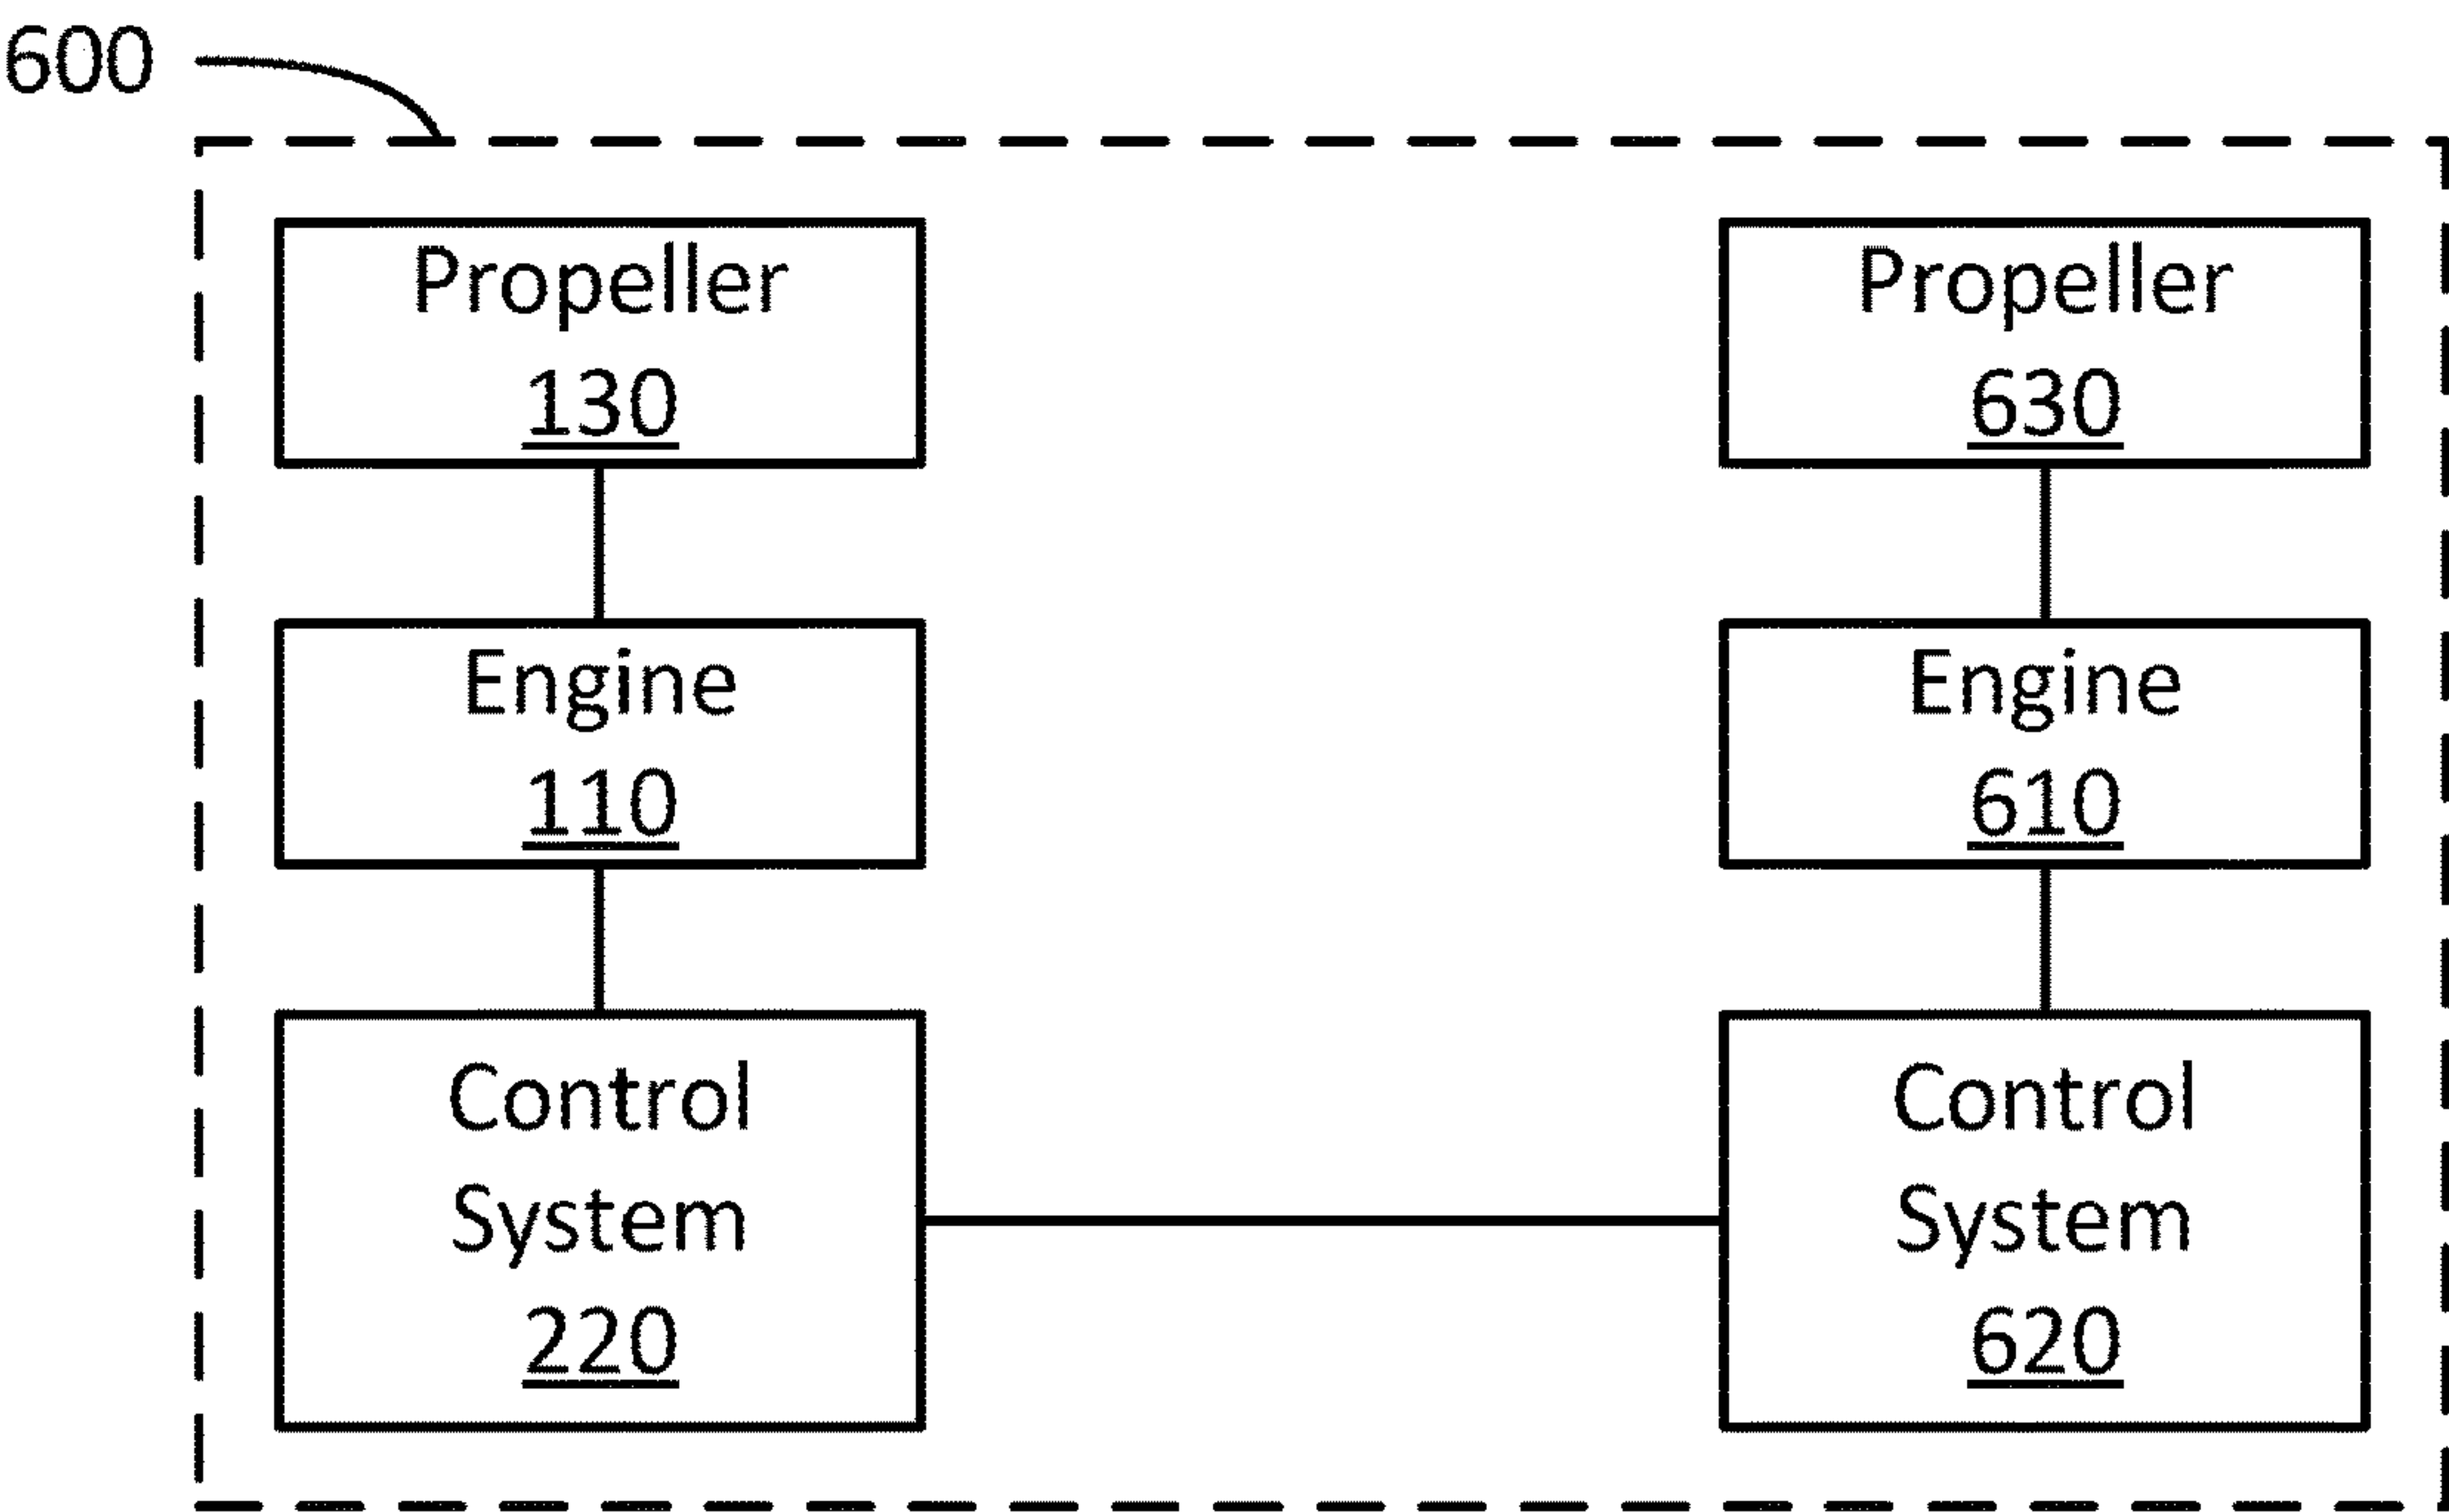 600
Propeller
130
Propeller
630
Engine
110
Engine
610
Control
System
220
Control
System
620